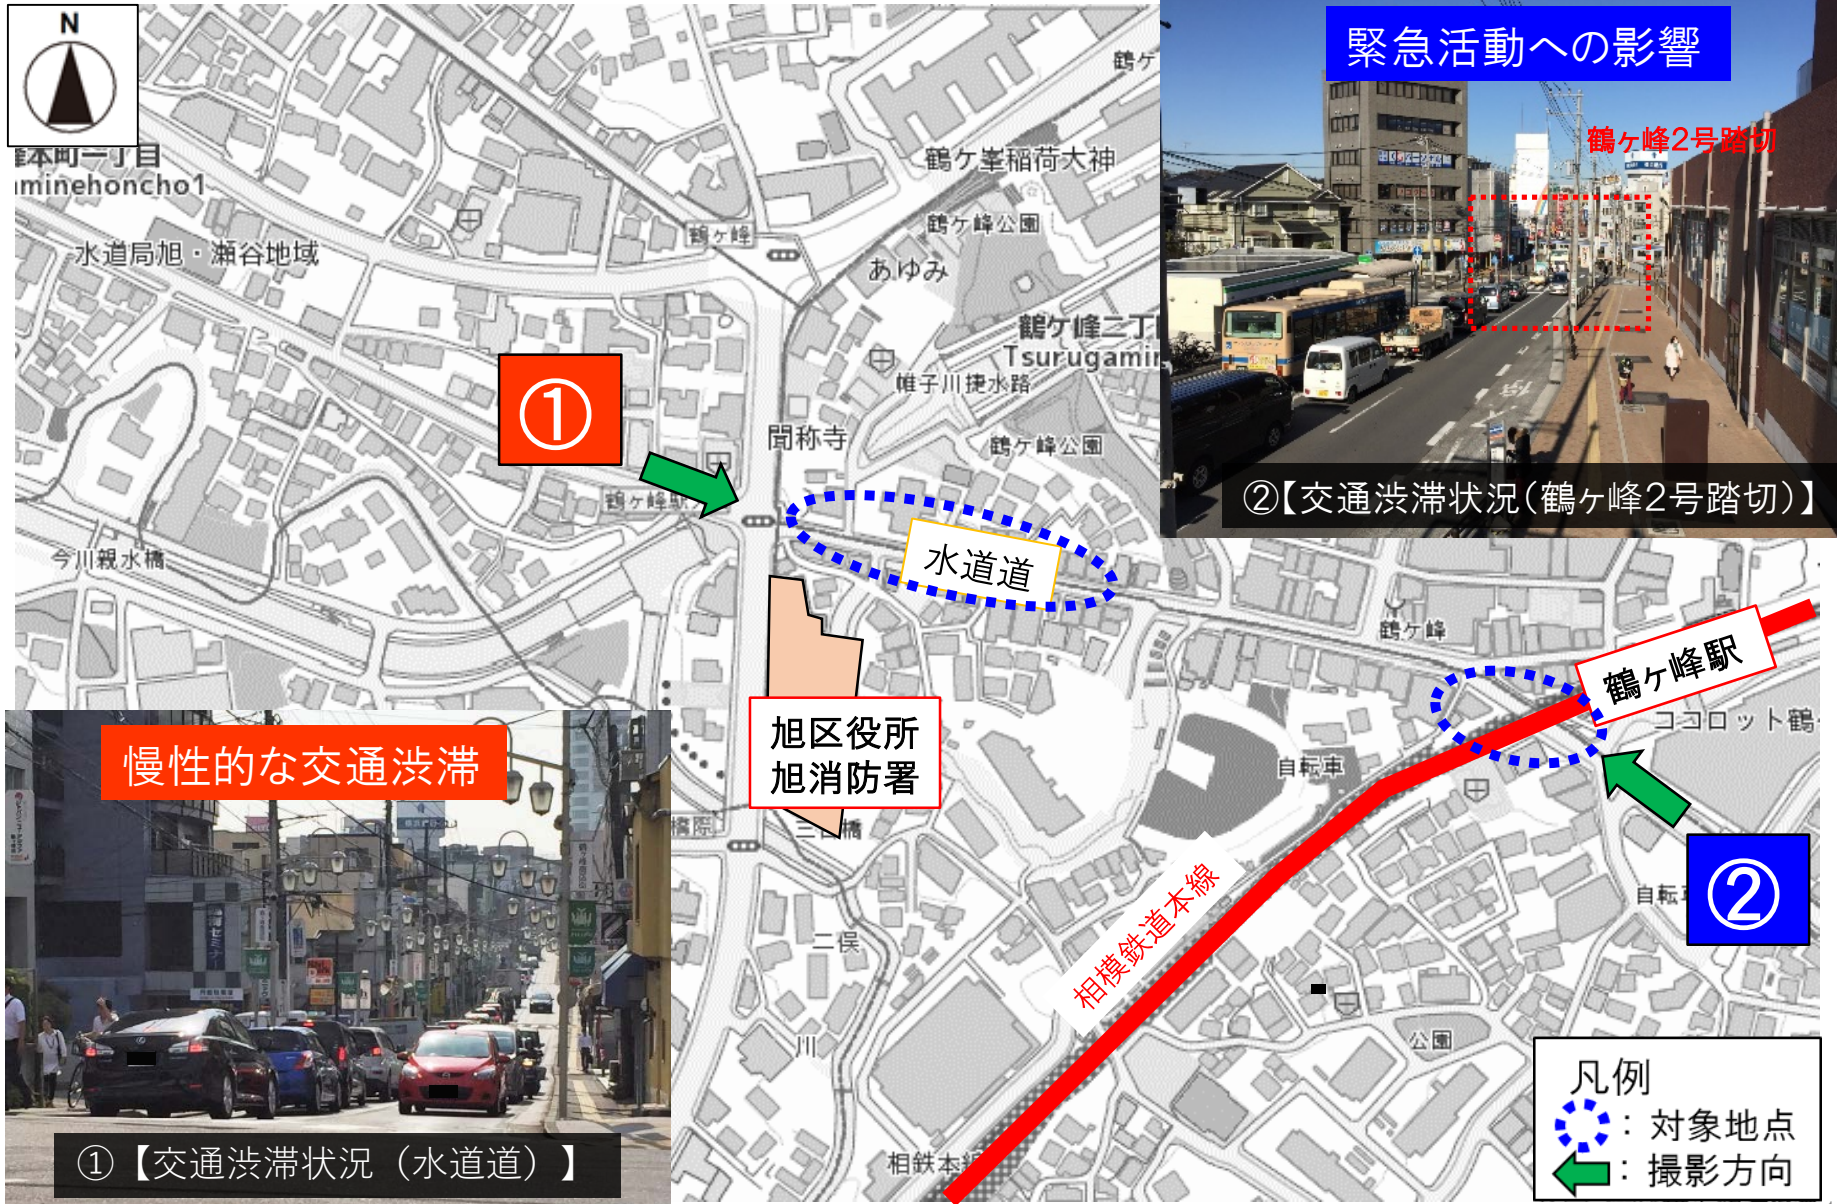 N
緊急活動への影響
鶴ヶ峰2号踏切
②【交通渋滞状況(鶴ヶ峰2号踏切)】
峰本町一丁目
aminehoncho1
水道局旭・瀬谷地域
鶴ケ峯稲荷大神
鶴ケ峰公園
鶴ヶ峰
あゆみ
鶴ケ峰二丁
Tsurugamin
帷子川捷水路
①
聞称寺
鶴ケ峰公園
鶴ケ峰駅
今川親水橋
水道道
鶴ケ峰
鶴ヶ峰駅
ココロット鶴
旭区役所
旭消防署
自転車
②
自転
二俣
川
相模鉄道本線
公園
相鉄本線
慢性的な交通渋滞
①【交通渋滞状況(水道道)】
凡例
：対象地点
：撮影方向